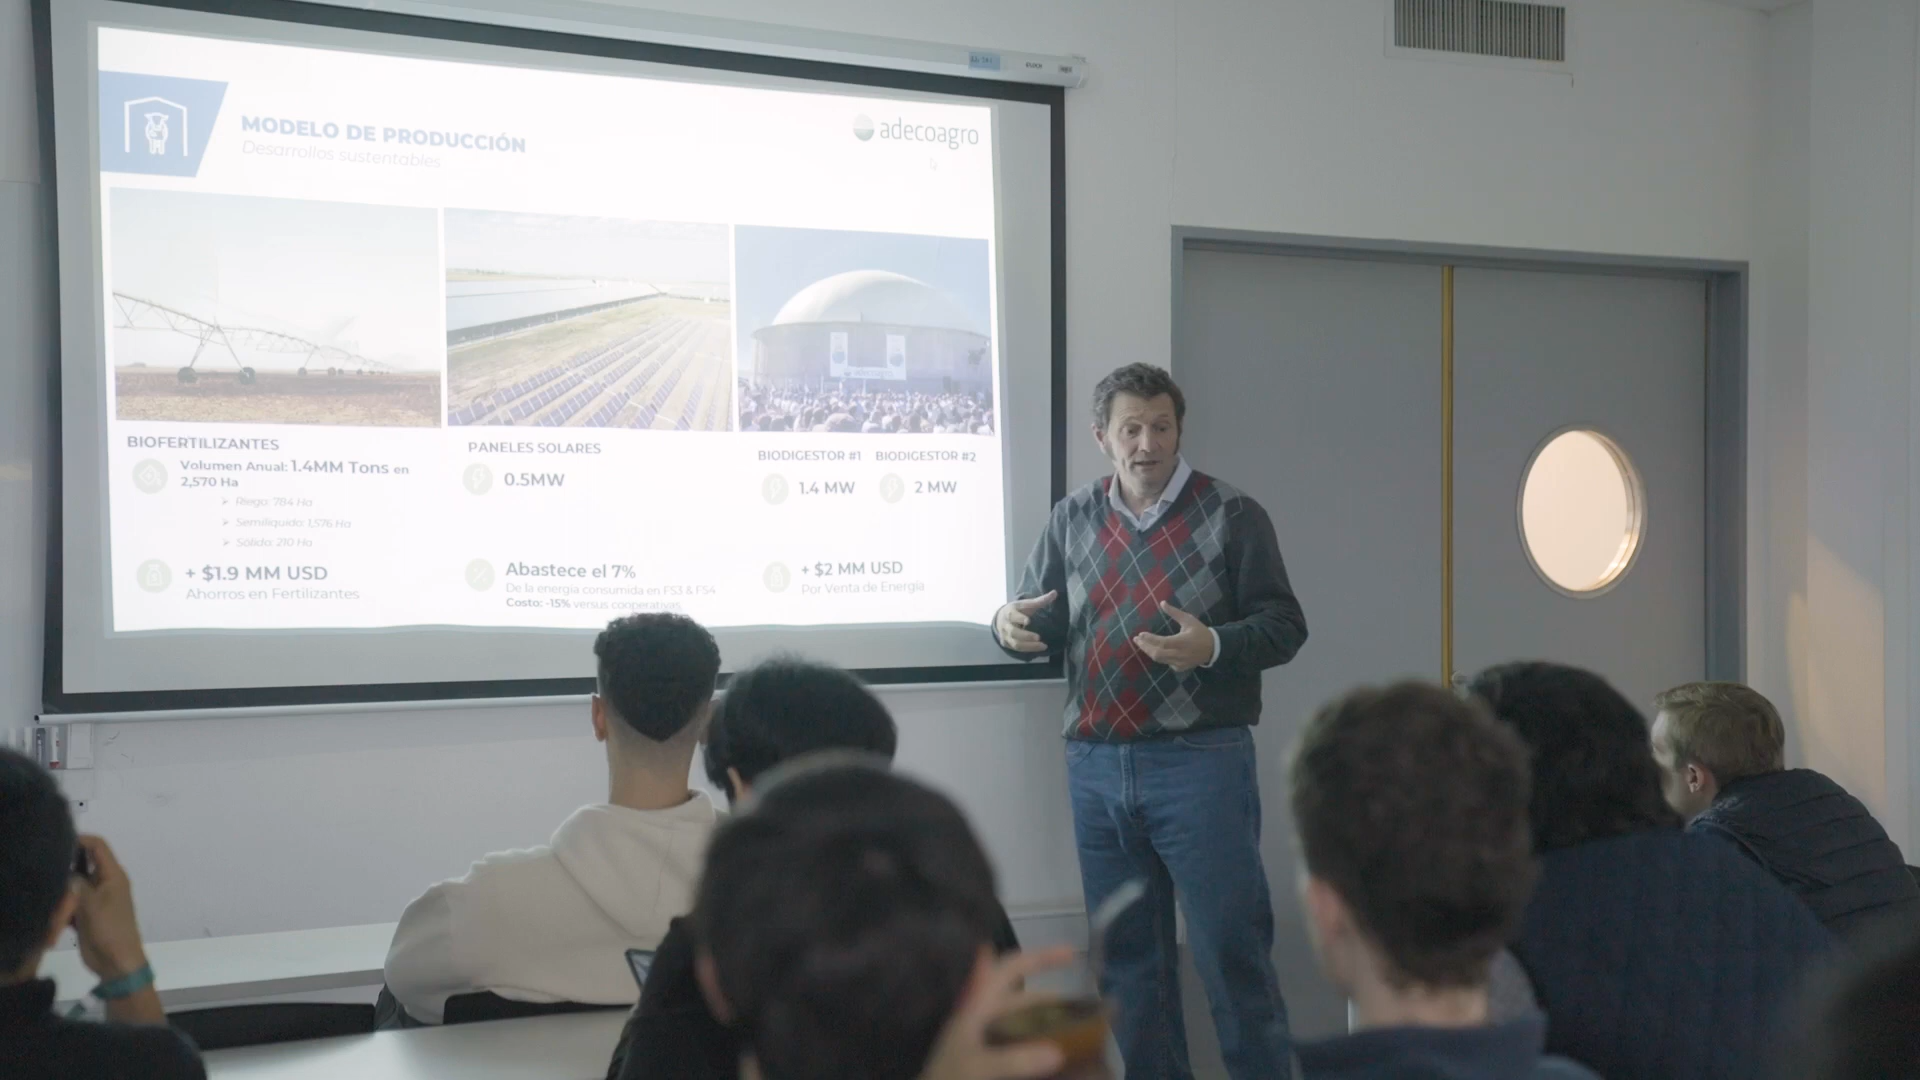 MODELO DE PRODUCCIÓN
Desarrollos sustentables
adecoagro
adecoagro
BIOFERTILIZANTES
Volumen Anual: 1.4MM Tons en
2,570 Ha
Riego: 784 Ha
Semilíquido: 1,576 Ha
Sólido: 210 Ha
+ $1.9 MM USD
Ahorros en Fertilizantes
PANELES SOLARES
0.5MW
Abastece el 7%
De la energía consumida en FS3 & FS4
Costo: -15% versus cooperativas
BIODIGESTOR #1
1.4 MW
BIODIGESTOR #2
2 MW
+ $2 MM USD
Por Venta de Energía